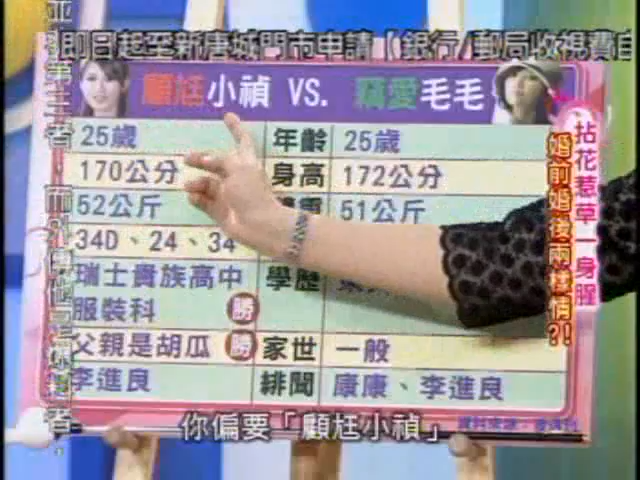 即日起至新唐城門市申請【銀行/郵局收視費自
顧尪小禎 VS. 竊愛毛毛
25歲 年齡 25歲
170公分 身高 172公分
52公斤 51公斤
34D、24、34
瑞士貴族高中 學歷
服裝科 勝
父親是胡瓜 勝 家世 一般
李進良 緋聞 康康、李進良
拈花惹草一身腥
婚前婚後兩樣情?!
你偏要「顧尪小禎」